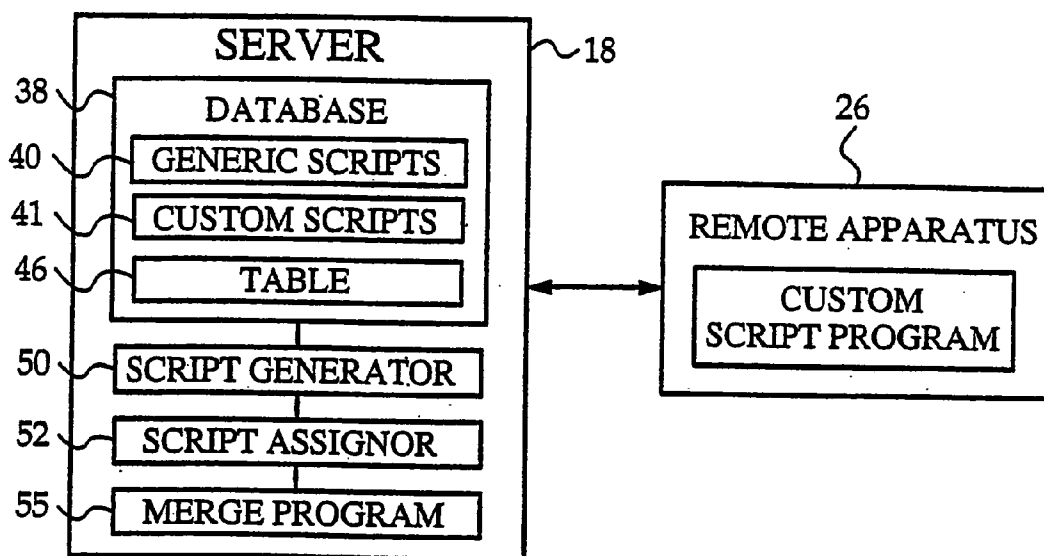 SERVER
18
38
DATABASE
40
GENERIC SCRIPTS
41
CUSTOM SCRIPTS
46
TABLE
50
SCRIPT GENERATOR
52
SCRIPT ASSIGNOR
55
MERGE PROGRAM
26
REMOTE APPARATUS
CUSTOM
SCRIPT PROGRAM